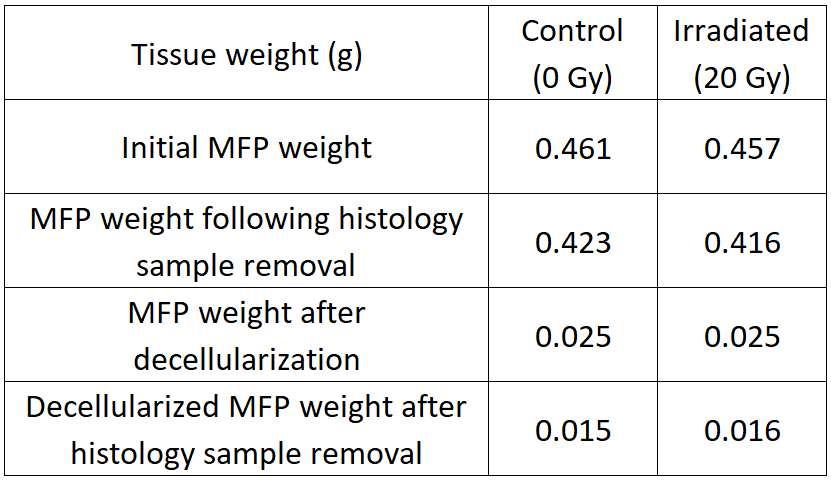 Tissue weight (g) Control (0 Gy) Irradiated (20 Gy)
Initial MFP weight 0.461 0.457
MFP weight following histology sample removal 0.423 0.416
MFP weight after decellularization 0.025 0.025
Decellularized MFP weight after histology sample removal 0.015 0.016